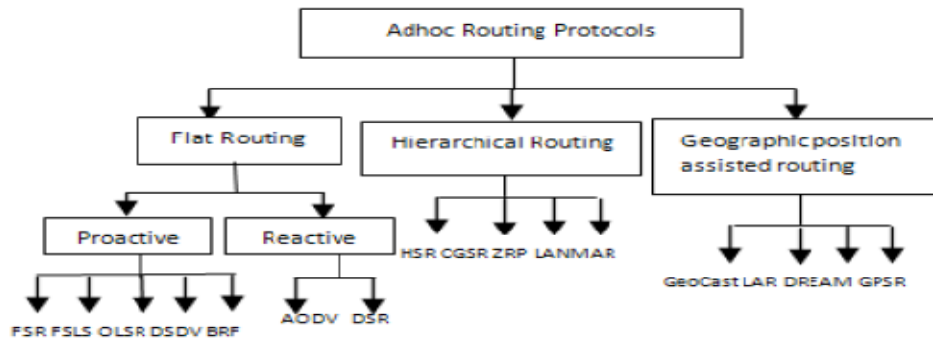 Adhoc Routing Protocols
Flat Routing
Hierarchical Routing
Geographic position
assisted routing
Proactive
Reactive
HSR CGSR ZRP LANMAR
GeoCast LAR DREAM GPSR
FSR FSLS OLSR DSDV BRF
AODV DSR